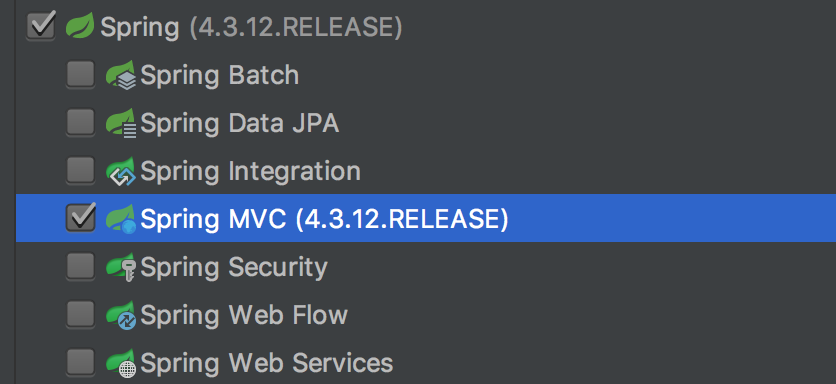 Spring (4.3.12.RELEASE)
Spring Batch
Spring Data JPA
Spring Integration
Spring MVC (4.3.12.RELEASE)
Spring Security
Spring Web Flow
Spring Web Services